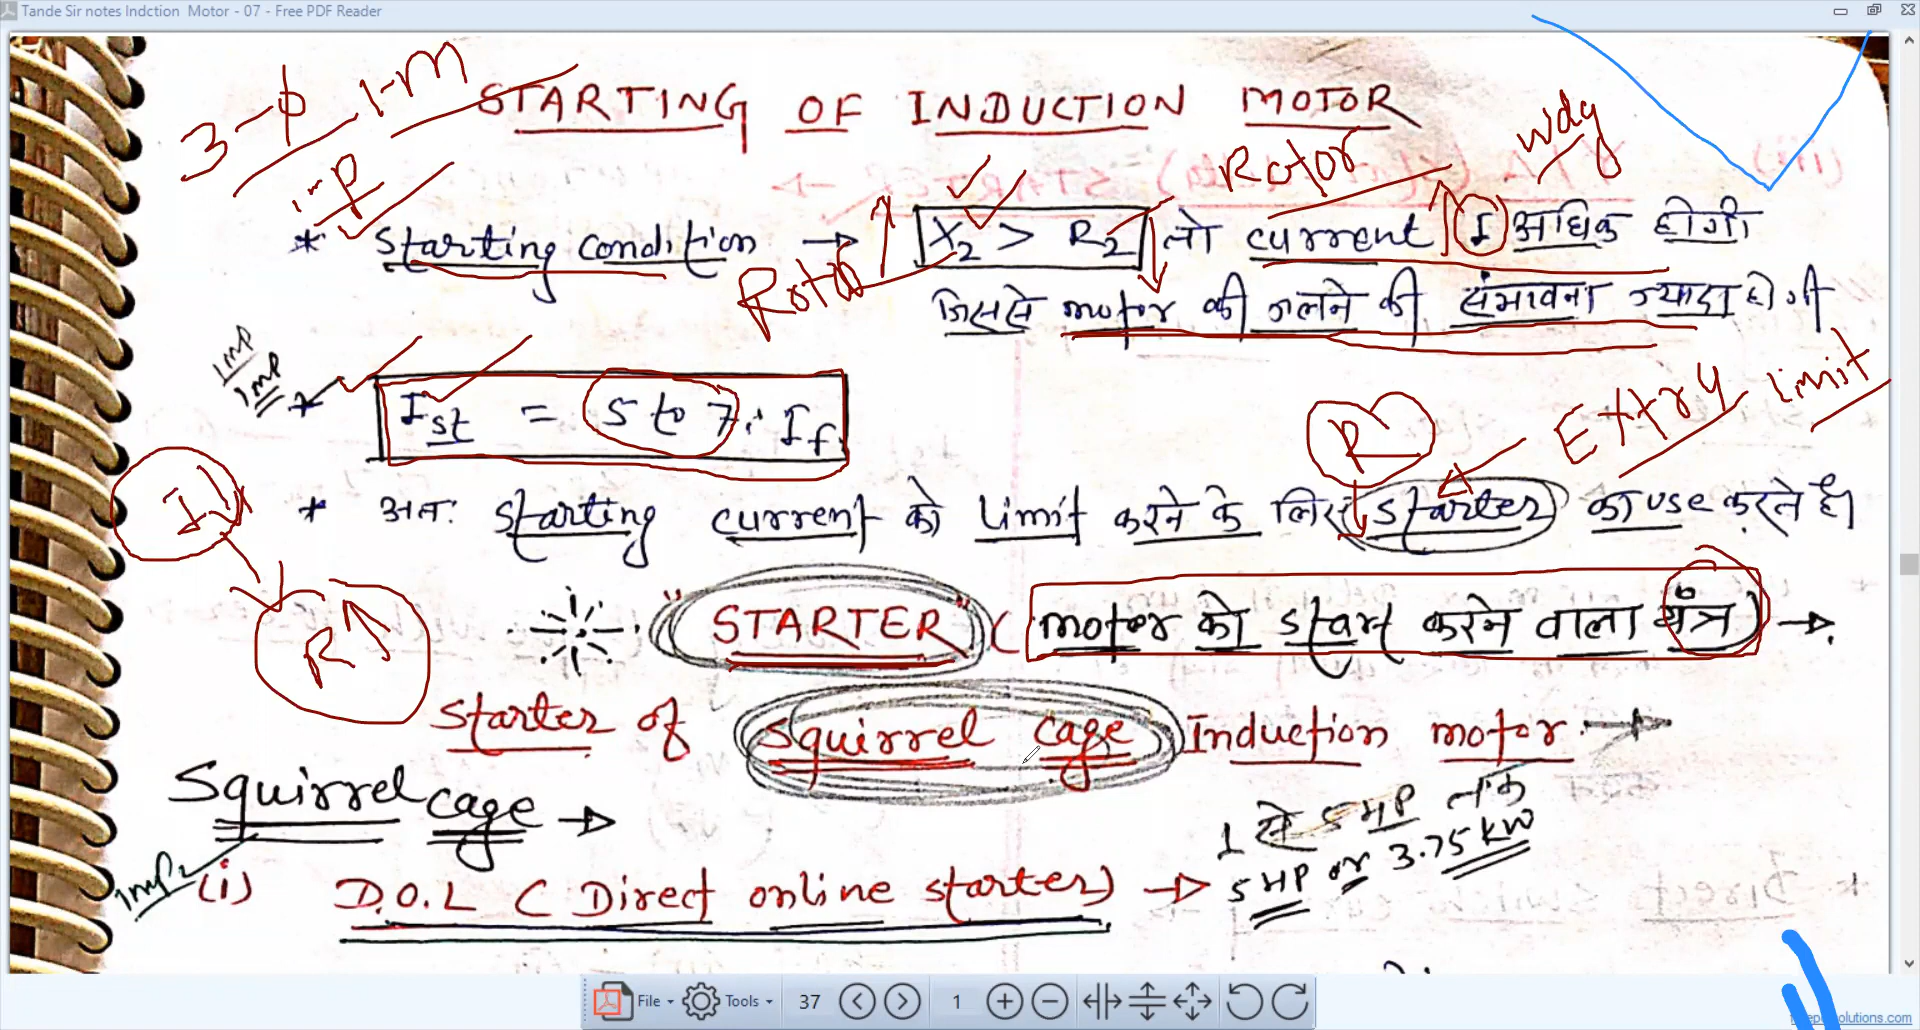 Tande Sir notes Indction Motor - 07 - Free PDF Reader
3-ϕ I-M
STARTING OF INDUCTION MOTOR
imp
Rotor wdg
* Starting condition → X₂ > R₂ तो current I अधिक होगी
Rotor
जिससे motor की जलने की संभावना ज्यादा होगी
imp
imp
* Ist = 5 to 7. If
R
Extry limit
* अतः starting current को limit करने के लिए starter का use करते है।
R
"STARTER" (motor को start करने वाला यंत्र) →
Starter of Squirrel cage Induction motor →
Squirrel cage →
1 से 5 HP तक
5 HP or 3.75 kw
imp
(i) D.O.L (Direct online starter) →
File Tools 37 1